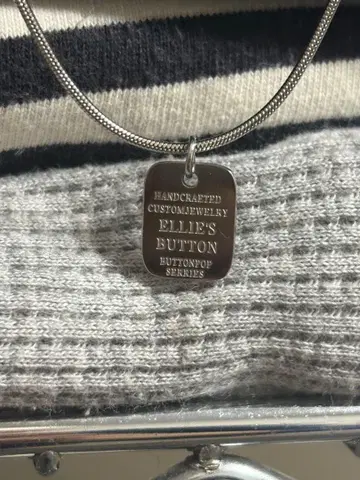 HANDCRAFTED
CUSTOMJEWELRY
ELLIE'S
BUTTON
BUTTONPOP
SERRIES